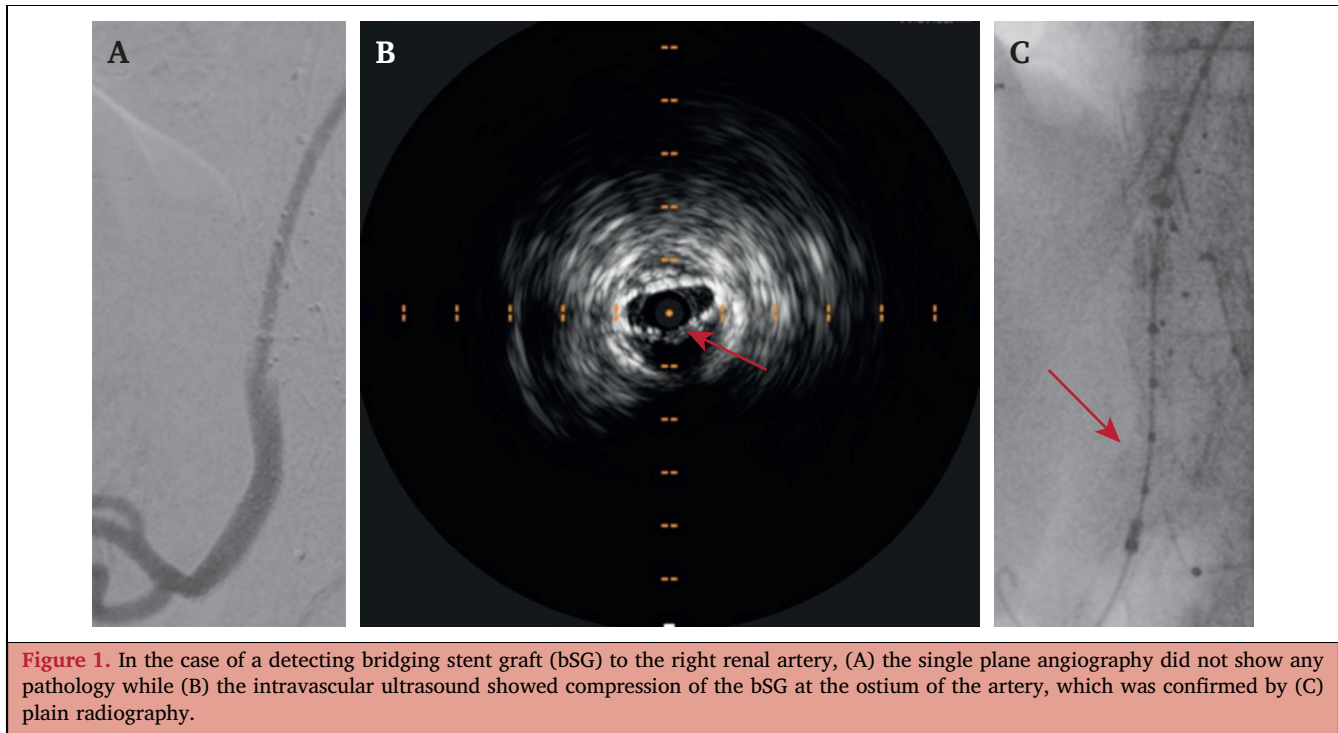 A
B
C
Figure 1. In the case of a detecting bridging stent graft (bSG) to the right renal artery, (A) the single plane angiography did not show any
pathology while (B) the intravascular ultrasound showed compression of the bSG at the ostium of the artery, which was confirmed by (C)
plain radiography.